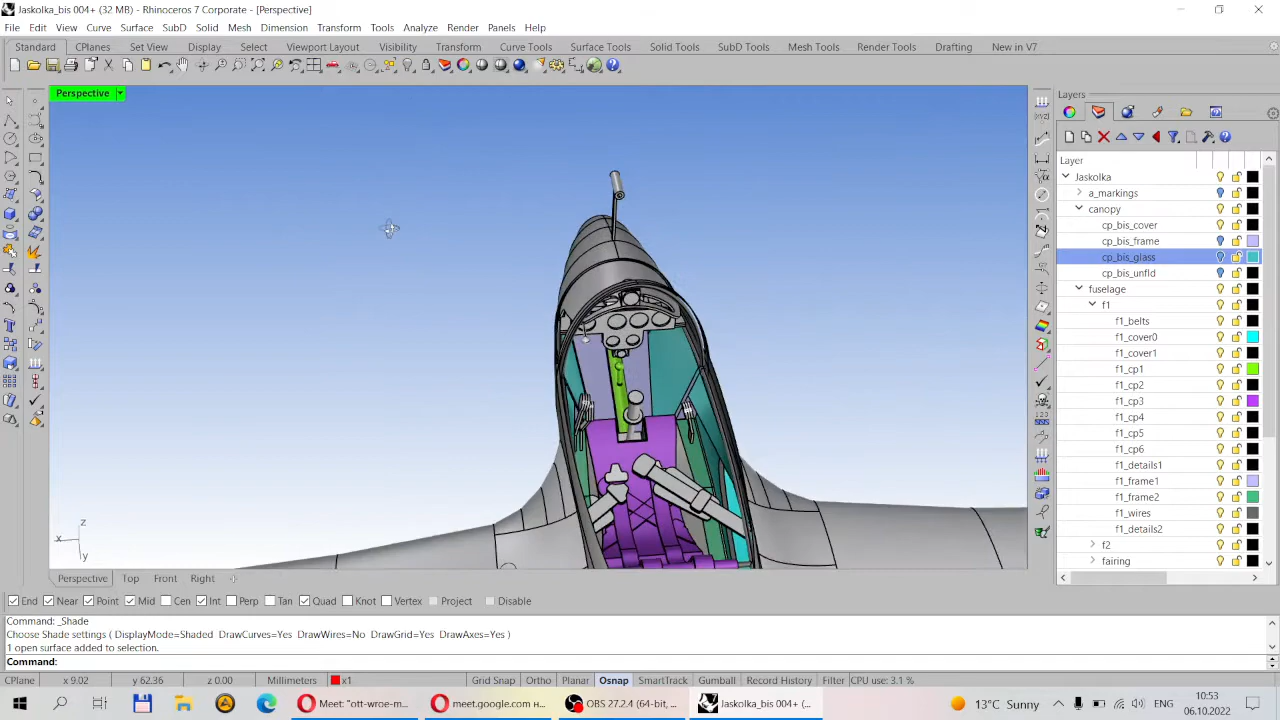 Jaskolka_bis 004+ (32 MB) - Rhinoceros 7 Corporate - [Perspective]
File Edit View Curve Surface SubD Solid Mesh Dimension Transform Tools Analyze Render Panels Help
Standard CPlanes Set View Display Select Viewport Layout Visibility Transform Curve Tools Surface Tools Solid Tools SubD Tools Mesh Tools Render Tools Drafting New in V7
Perspective
Layers
Layer
Jaskolka
a_markings
canopy
cp_bis_cover
cp_bis_frame
cp_bis_glass
cp_bis_unfld
fuselage
f1
f1_belts
f1_cover0
f1_cover1
f1_cp1
f1_cp2
f1_cp3
f1_cp4
f1_cp5
f1_cp6
f1_details1
f1_frame1
f1_frame2
f1_wires
f1_details2
f2
fairing
z
x
y
Perspective Top Front Right
End Near Point Mid Cen Int Perp Tan Quad Knot Vertex Project Disable
Command: _Shade
Choose Shade settings ( DisplayMode=Shaded DrawCurves=Yes DrawWires=No DrawGrid=Yes DrawAxes=Yes )
1 open surface added to selection.
Command:
CPlane x 9.02 y 62.36 z 0.00 Millimeters x1 Grid Snap Ortho Planar Osnap SmartTrack Gumball Record History Filter CPU use: 3.1 %
Meet: "ott-wroe-m... meet.google.com н... OBS 27.2.4 (64-bit, ... Jaskolka_bis 004+ (... 13°C Sunny ENG 10:53
06.10.2022